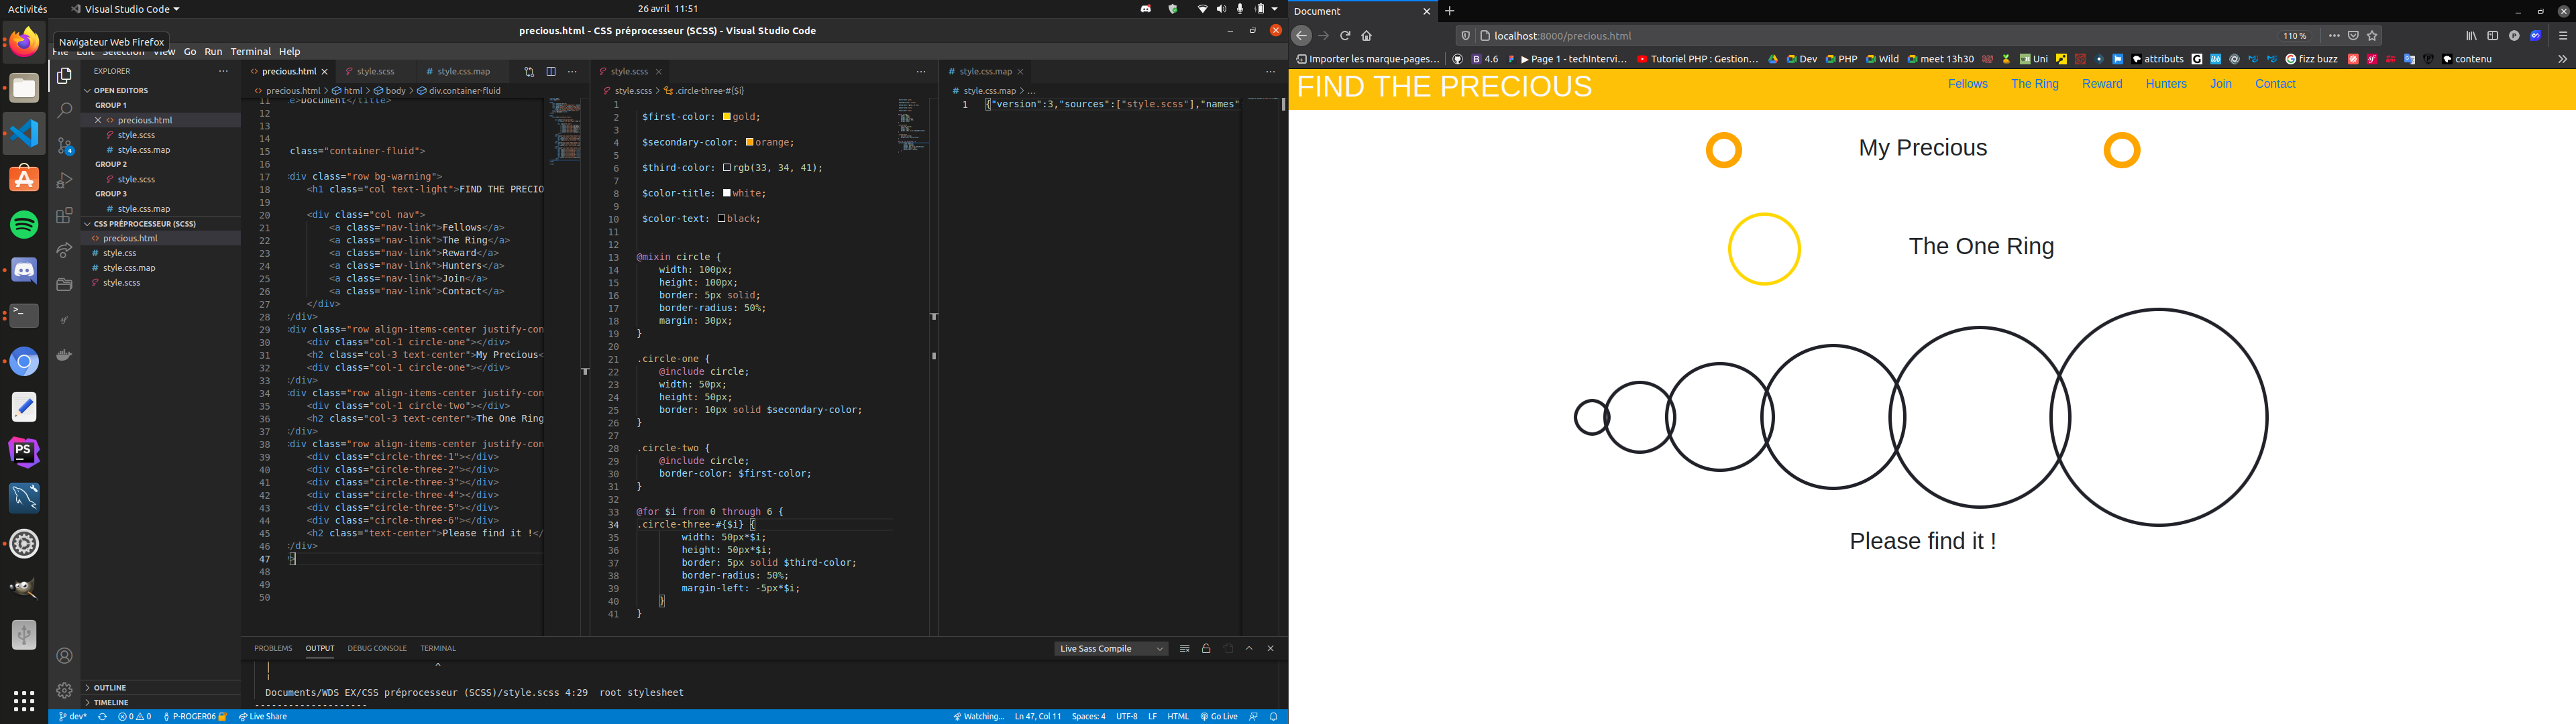 Activités
Visual Studio Code
26 avril 11:51
precious.html - CSS préprocesseur (SCSS) - Visual Studio Code
Navigateur Web Firefox
File Edit Selection View Go Run Terminal Help
EXPLORER
OPEN EDITORS
GROUP 1
precious.html
style.scss
style.css.map
GROUP 2
style.scss
GROUP 3
style.css.map
CSS PRÉPROCESSEUR (SCSS)
precious.html
style.css
style.css.map
style.scss
OUTLINE
TIMELINE
precious.html
style.scss
style.css.map
precious.html > html > body > div.container-fluid
11 e>Document</title>
12
13
14
15 class="container-fluid">
16
17 <div class="row bg-warning">
18 <h1 class="col text-light">FIND THE PRECIO
19
20 <div class="col nav">
21 <a class="nav-link">Fellows</a>
22 <a class="nav-link">The Ring</a>
23 <a class="nav-link">Reward</a>
24 <a class="nav-link">Hunters</a>
25 <a class="nav-link">Join</a>
26 <a class="nav-link">Contact</a>
27 </div>
28 </div>
29 <div class="row align-items-center justify-con
30 <div class="col-1 circle-one"></div>
31 <h2 class="col-3 text-center">My Precious<
32 <div class="col-1 circle-one"></div>
33 </div>
34 <div class="row align-items-center justify-con
35 <div class="col-1 circle-two"></div>
36 <h2 class="col-3 text-center">The One Ring
37 </div>
38 <div class="row align-items-center justify-con
39 <div class="circle-three-1"></div>
40 <div class="circle-three-2"></div>
41 <div class="circle-three-3"></div>
42 <div class="circle-three-4"></div>
43 <div class="circle-three-5"></div>
44 <div class="circle-three-6"></div>
45 <h2 class="text-center">Please find it !</
46 </div>
47 >
48
49
50
style.scss
style.scss > .circle-three-#{$i}
1
2 $first-color: gold;
3
4 $secondary-color: orange;
5
6 $third-color: rgb(33, 34, 41);
7
8 $color-title: white;
9
10 $color-text: black;
11
12
13 @mixin circle {
14 width: 100px;
15 height: 100px;
16 border: 5px solid;
17 border-radius: 50%;
18 margin: 30px;
19 }
20
21 .circle-one {
22 @include circle;
23 width: 50px;
24 height: 50px;
25 border: 10px solid $secondary-color;
26 }
27
28 .circle-two {
29 @include circle;
30 border-color: $first-color;
31 }
32
33 @for $i from 0 through 6 {
34 .circle-three-#{$i} {
35 width: 50px*$i;
36 height: 50px*$i;
37 border: 5px solid $third-color;
38 border-radius: 50%;
39 margin-left: -5px*$i;
40 }
41 }
style.css.map
style.css.map > ...
1 {"version":3,"sources":["style.scss"],"names"
PROBLEMS OUTPUT DEBUG CONSOLE TERMINAL
Live Sass Compile
^
Documents/WDS EX/CSS préprocesseur (SCSS)/style.scss 4:29 root stylesheet
--------------------
dev* 0 0 P-ROGER06 Live Share
Watching... Ln 47, Col 11 Spaces: 4 UTF-8 LF HTML Go Live
Document
localhost:8000/precious.html
110 %
Importer les marque-pages... 4.6 Page 1 - techIntervi... Tutoriel PHP : Gestion... Dev PHP Wild meet 13h30 Uni attributs fizz buzz contenu
FIND THE PRECIOUS
Fellows The Ring Reward Hunters Join Contact
My Precious
The One Ring
Please find it !